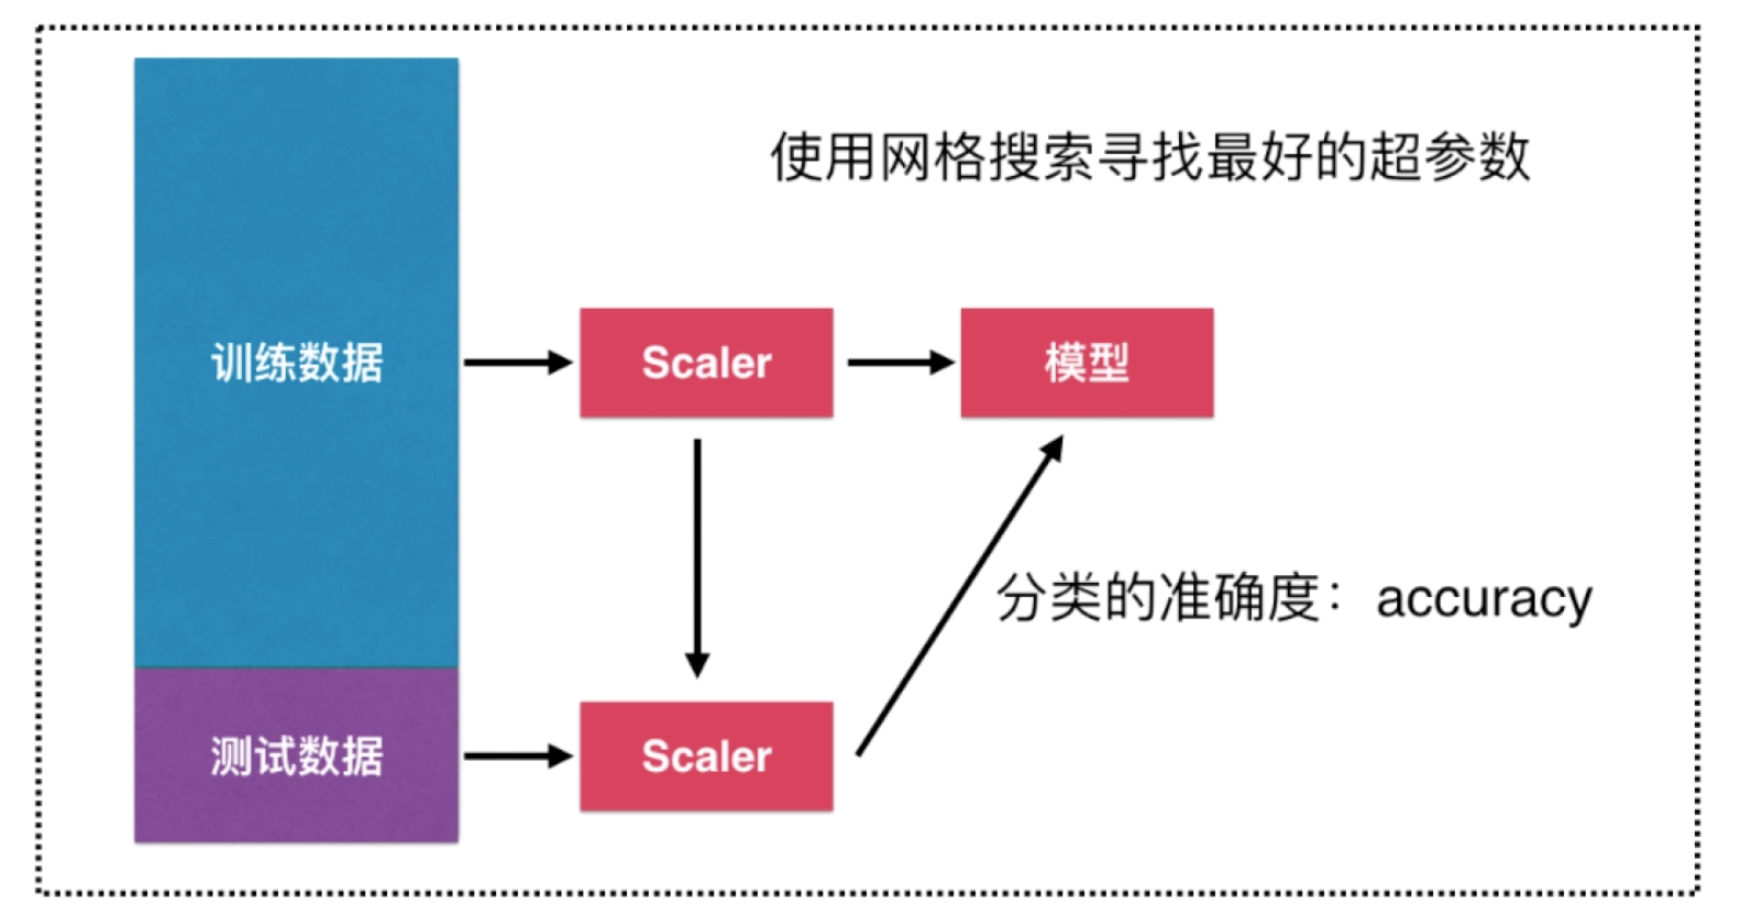 使用网格搜索寻找最好的超参数
训练数据
Scaler
模型
分类的准确度：accuracy
测试数据
Scaler